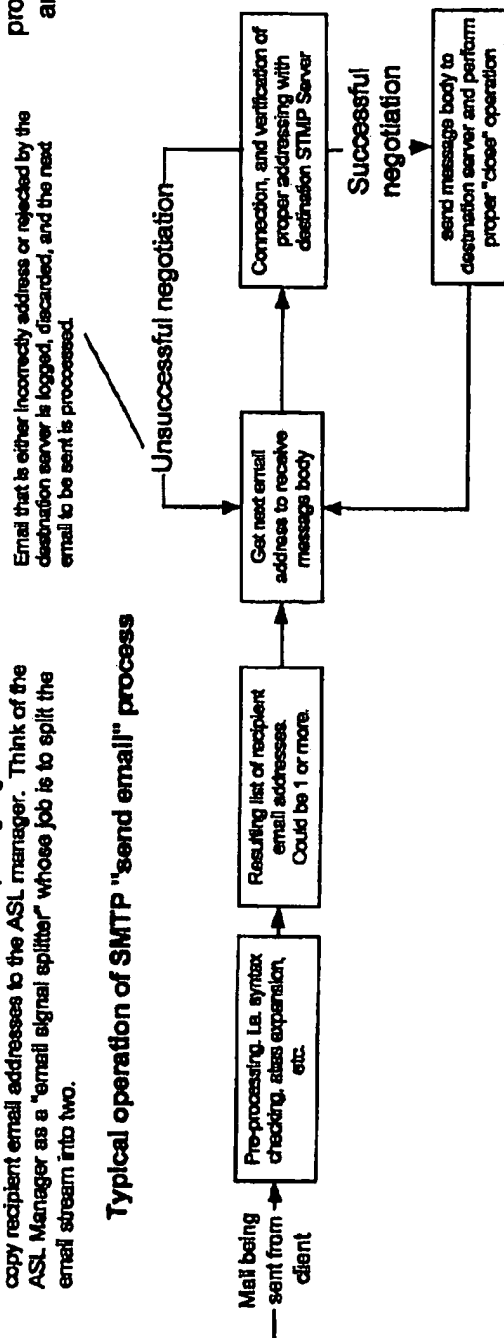 copy recipient email addresses to the ASL manager. Think of the
ASL Manager as a "email signal splitter" whose job is to split the
email stream into two.
Email that is either incorrectly address or rejected by the
destination server is logged, discarded, and the next
email to be sent is processed.
pro
an
Typical operation of SMTP "send email" process
Mail being
sent from
client
Pre-processing. i.e. syntax
checking, alias expansion,
etc.
Resulting list of recipient
email addresses.
Could be 1 or more.
Get next email
address to receive
message body
Unsuccessful negotiation
Connection, and verification of
proper addressing with
destination STMP Server
Successful
negotiation
send message body to
destination server and perform
proper "close" operation